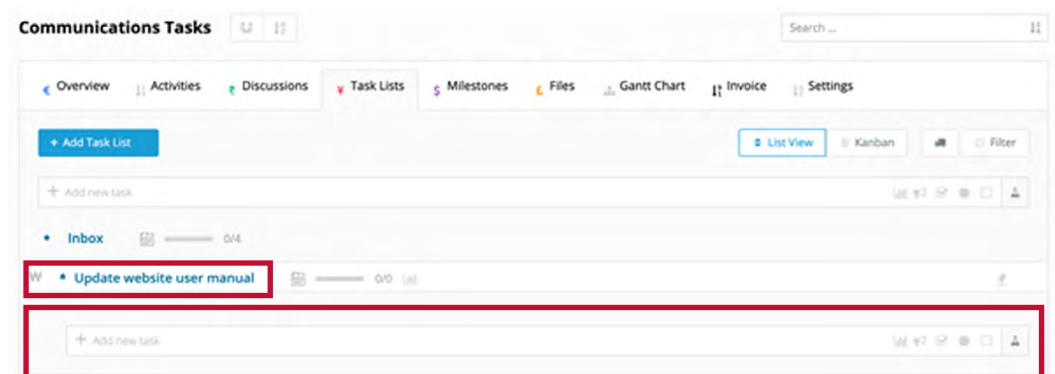 Communications Tasks
Search ...
Overview Activities Discussions Task Lists Milestones Files Gantt Chart Invoice Settings
+ Add Task List List View Kanban Filter
+ Add new task
• Inbox 0/4
W • Update website user manual 0/0
+ Add new task